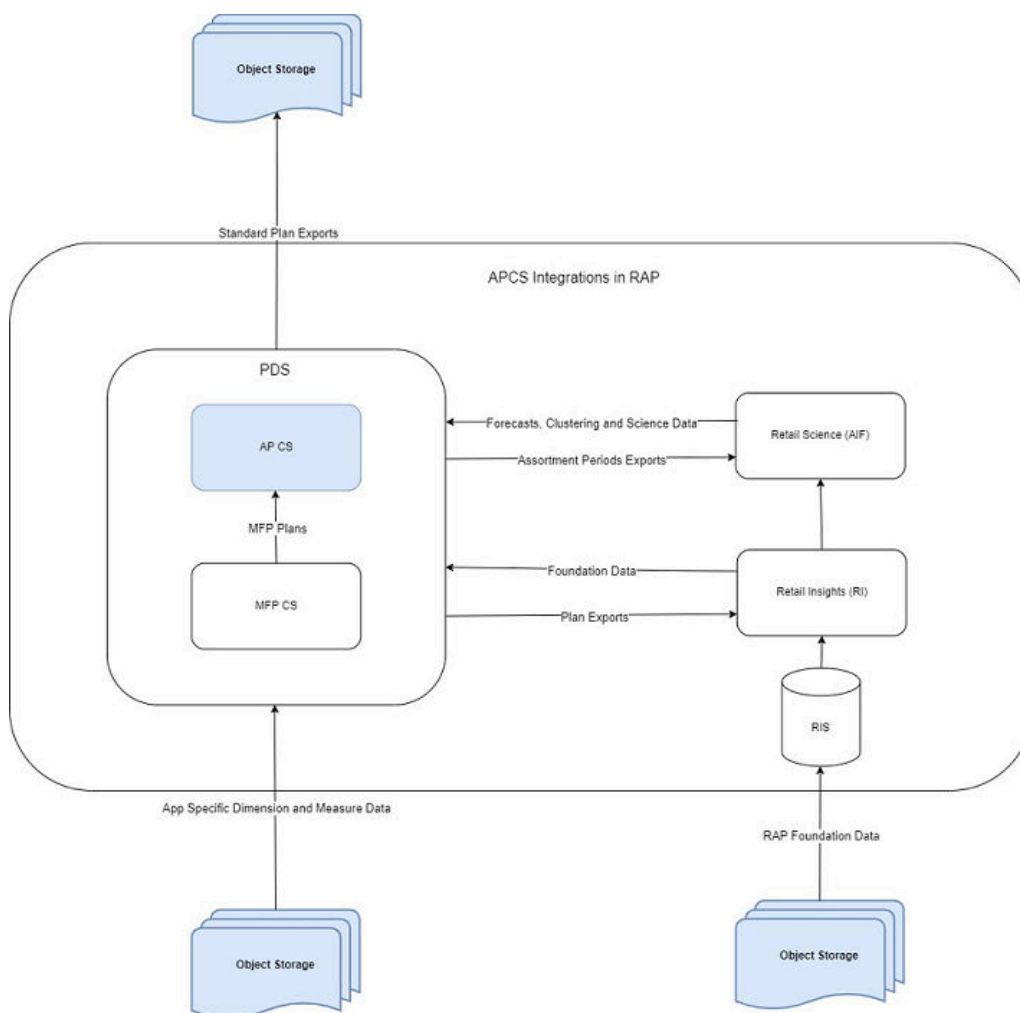 Object Storage
Standard Plan Exports
APCS Integrations in RAP
PDS
AP CS
Forecasts, Clustering and Science Data
Retail Science (AIF)
Assortment Periods Exports
MFP Plans
Foundation Data
Retail Insights (RI)
MFP CS
Plan Exports
RIS
App Specific Dimension and Measure Data
RAP Foundation Data
Object Storage
Object Storage